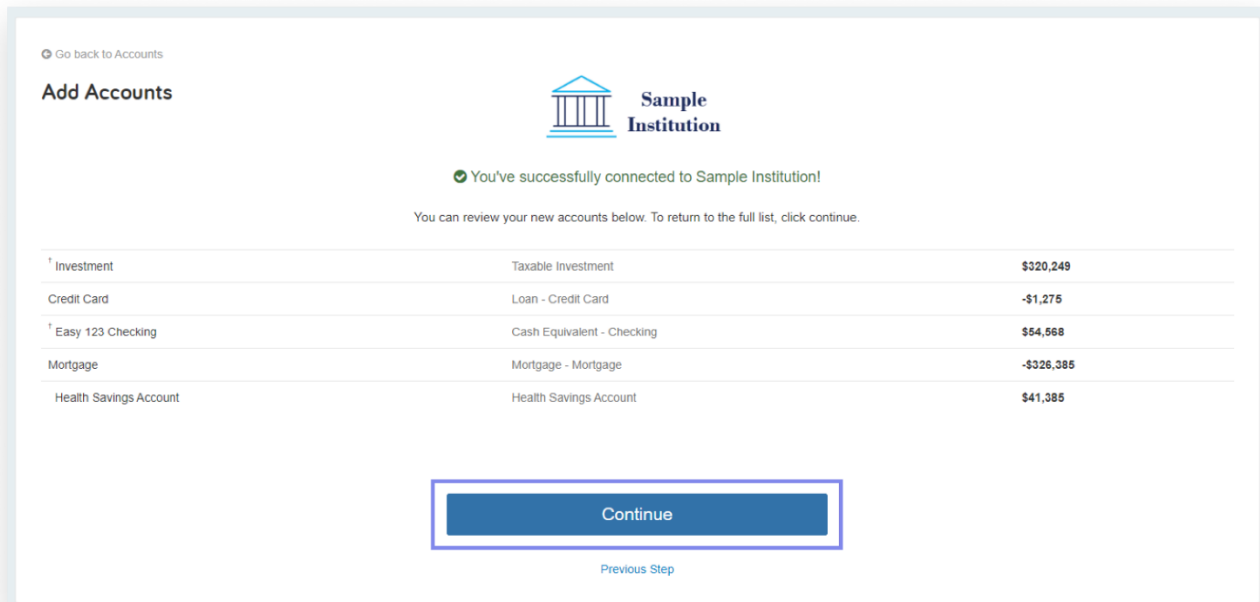 Go back to Accounts
Add Accounts
Sample
Institution
You've successfully connected to Sample Institution!
You can review your new accounts below. To return to the full list, click continue.
† Investment Taxable Investment $320,249
Credit Card Loan - Credit Card -$1,275
† Easy 123 Checking Cash Equivalent - Checking $54,568
Mortgage Mortgage - Mortgage -$326,385
Health Savings Account Health Savings Account $41,385
Continue
Previous Step